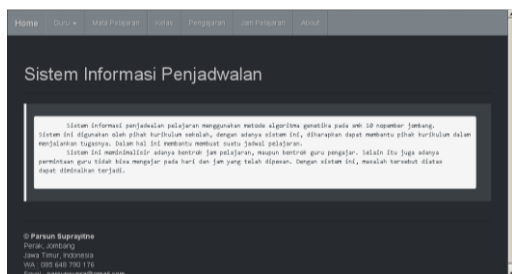 Home Guru Mata Pelajaran Kelas Pengajaran Jam Pelajaran About
Sistem Informasi Penjadwalan
Sistem informasi penjadwalan pelajaran menggunakan metode algoritma genetika pada smk 10 nopember jombang.
Sistem ini digunakan oleh pihak kurikulum sekolah, dengan adanya sistem ini, diharapkan dapat membantu pihak kurikulum dalam
menjalankan tugasnya. Dalam hal ini membantu membuat suatu jadwal pelajaran.
Sistem ini meminimalisir adanya bentrok jam pelajaran, maupun bentrok guru pengajar. Selain itu juga adanya
permintaan guru tidak bisa mengajar pada hari dan jam yang telah dipesan. Dengan sistem ini, masalah tersebut diatas
dapat diminalkan terjadi.
© Parsun Suprayitno
Perak, Jombang
Jawa Timur, Indonesia
WA : 085 648 790 176